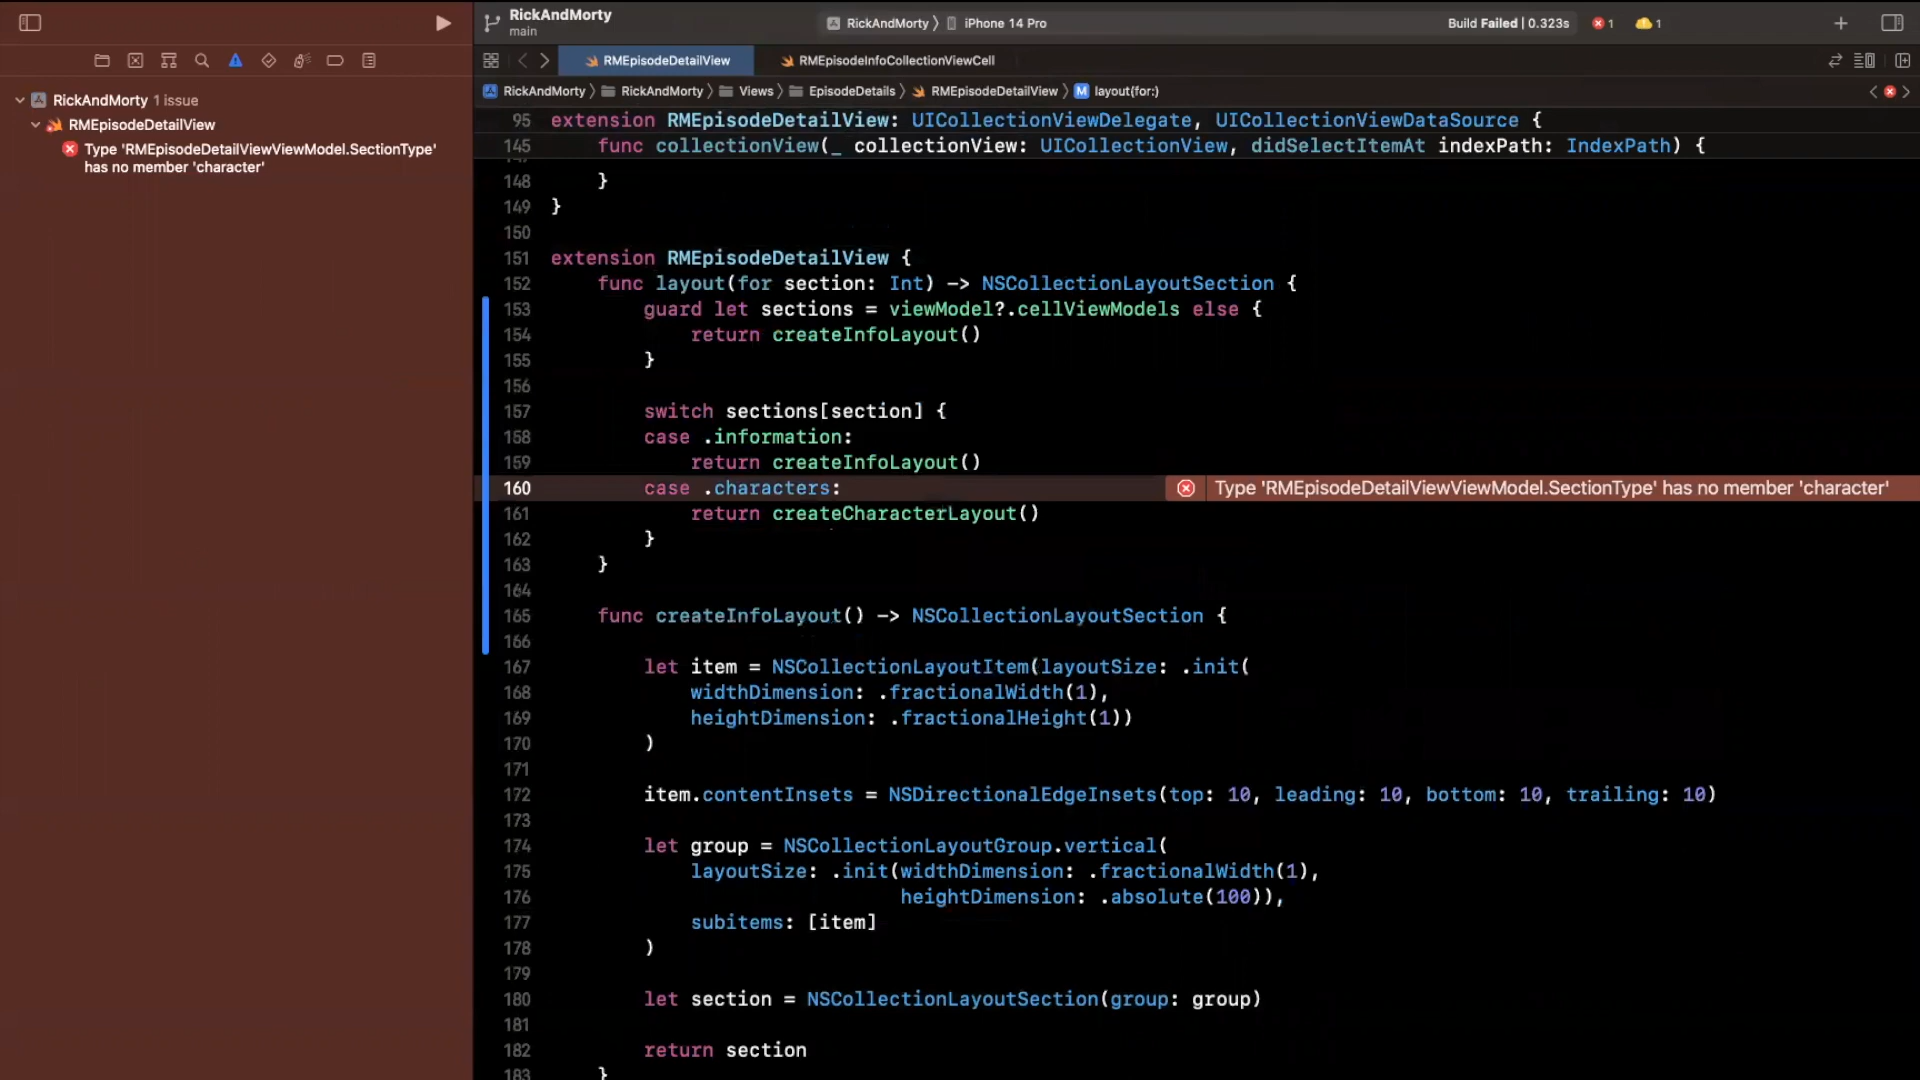 RickAndMorty
main
RickAndMorty 〉 iPhone 14 Pro
Build Failed | 0.323s
1
1
RMEpisodeDetailView
RMEpisodeInfoCollectionViewCell
RickAndMorty 〉 RickAndMorty 〉 Views 〉 EpisodeDetails 〉 RMEpisodeDetailView 〉 M layout(for:)
RickAndMorty 1 issue
RMEpisodeDetailView
Type 'RMEpisodeDetailViewViewModel.SectionType'
has no member 'character'
95 extension RMEpisodeDetailView: UICollectionViewDelegate, UICollectionViewDataSource {
145 func collectionView(_ collectionView: UICollectionView, didSelectItemAt indexPath: IndexPath) {
148 }
149 }
150
151 extension RMEpisodeDetailView {
152 func layout(for section: Int) -> NSCollectionLayoutSection {
153 guard let sections = viewModel?.cellViewModels else {
154 return createInfoLayout()
155 }
156
157 switch sections[section] {
158 case .information:
159 return createInfoLayout()
160 case .characters:
Type 'RMEpisodeDetailViewViewModel.SectionType' has no member 'character'
161 return createCharacterLayout()
162 }
163 }
164
165 func createInfoLayout() -> NSCollectionLayoutSection {
166
167 let item = NSCollectionLayoutItem(layoutSize: .init(
168 widthDimension: .fractionalWidth(1),
169 heightDimension: .fractionalHeight(1))
170 )
171
172 item.contentInsets = NSDirectionalEdgeInsets(top: 10, leading: 10, bottom: 10, trailing: 10)
173
174 let group = NSCollectionLayoutGroup.vertical(
175 layoutSize: .init(widthDimension: .fractionalWidth(1),
176 heightDimension: .absolute(100)),
177 subitems: [item]
178 )
179
180 let section = NSCollectionLayoutSection(group: group)
181
182 return section
183 }